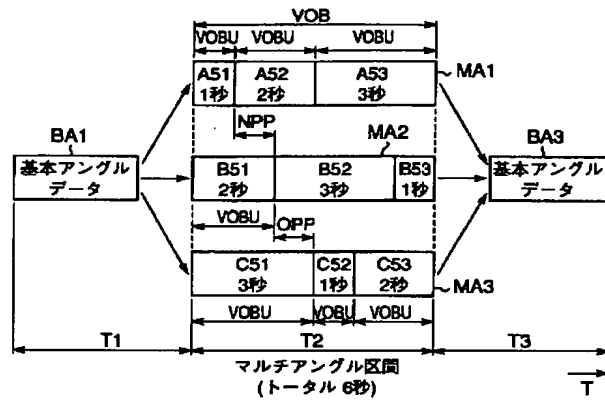 VOB
VOBU VOBU VOBU
A51 A52 A53 MA1
1秒 2秒 3秒
NPP MA2
BA1 BA3
基本アングル
データ
B51 B52 B53
2秒 3秒 1秒
基本アングル
データ
VOBU OPP
C51 C52 C53
3秒 1秒 2秒
MA3
VOBU VOBU VOBU
T1 T2 T3
マルチアングル区間
(トータル 6秒)
T